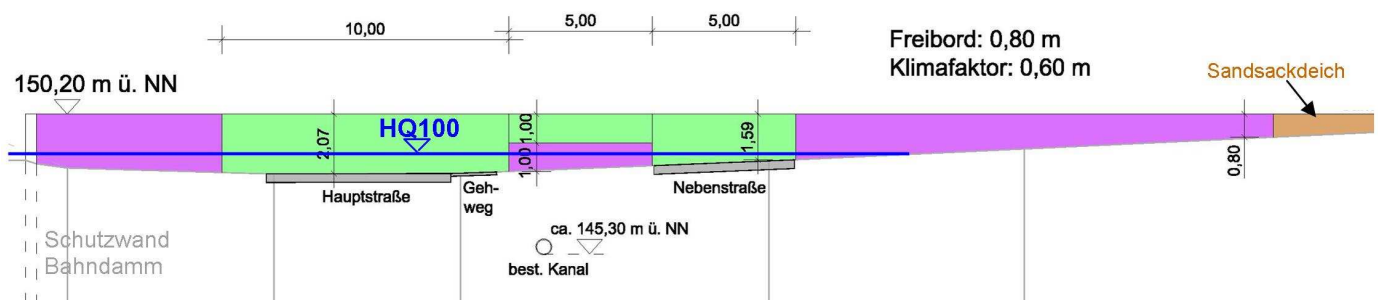 10,00
5,00
5,00
Freibord: 0,80 m
Klimafaktor: 0,60 m
150,20 m ü. NN
Sandsackdeich
HQ100
2,07
1,00
1,00
1,59
0,80
Hauptstraße
Geh-
weg
Nebenstraße
Schutzwand
Bahndamm
ca. 145,30 m ü. NN
best. Kanal